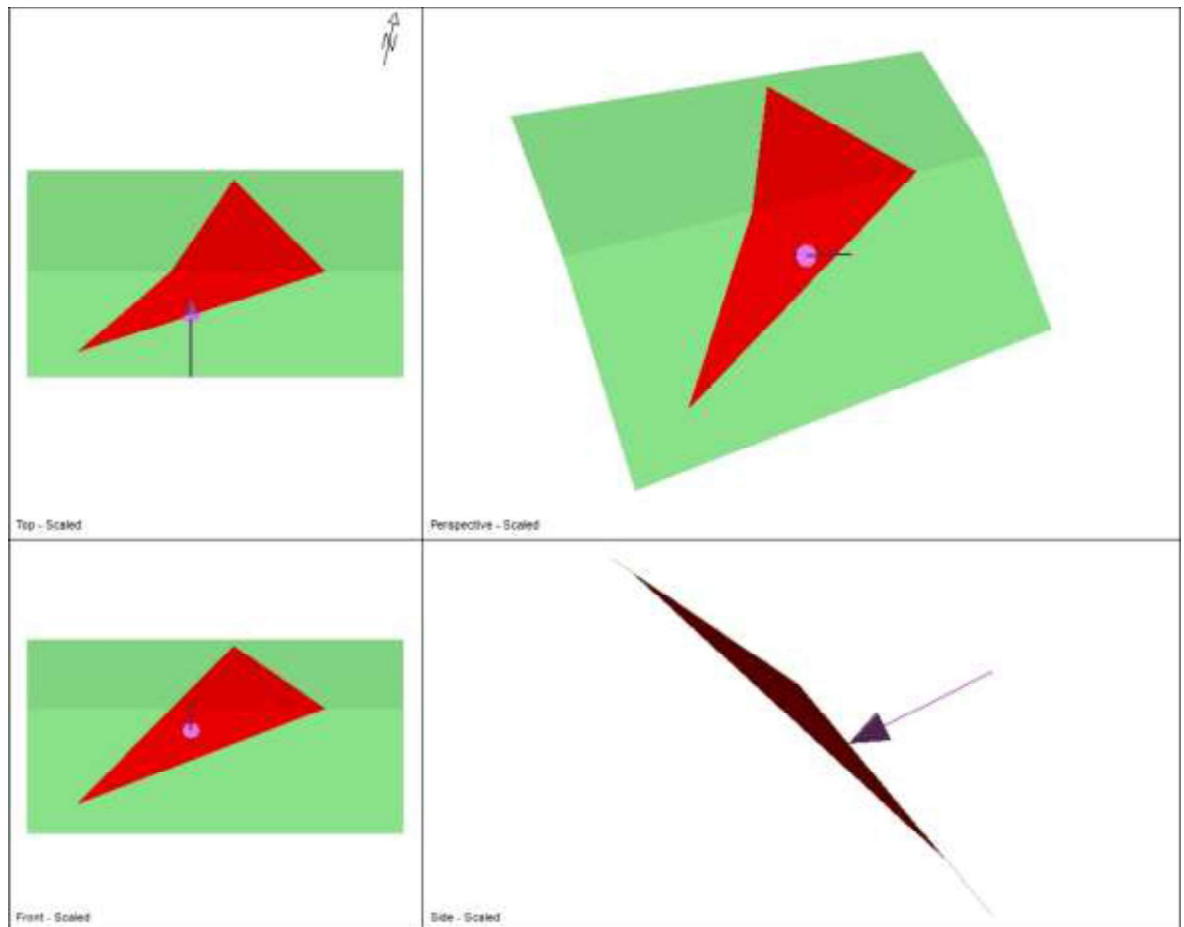 N
Top - Scaled
Perspective - Scaled
Front - Scaled
Side - Scaled